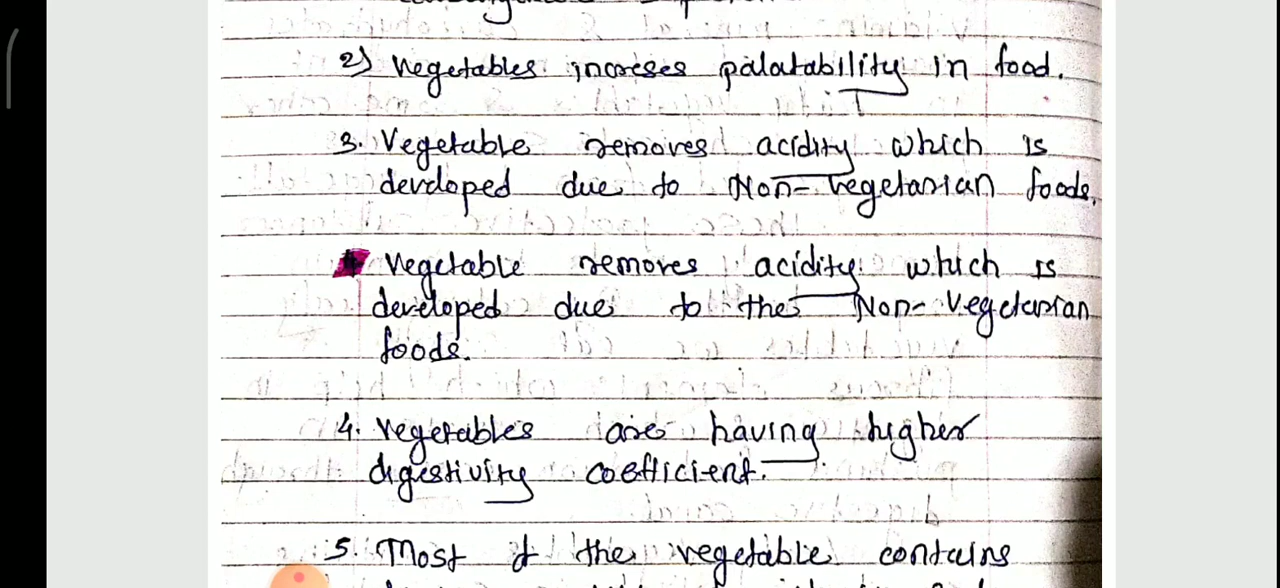 2) Vegetables increses palatability in food.
3. Vegetable removes acidity which is
developed due to Non-vegetarian foods.
Vegetable removes acidity which is
developed due to the Non-Vegetarian
foods.
4. Vegetables are having higher
digestivity coefficient.
5. Most of the vegetable contains